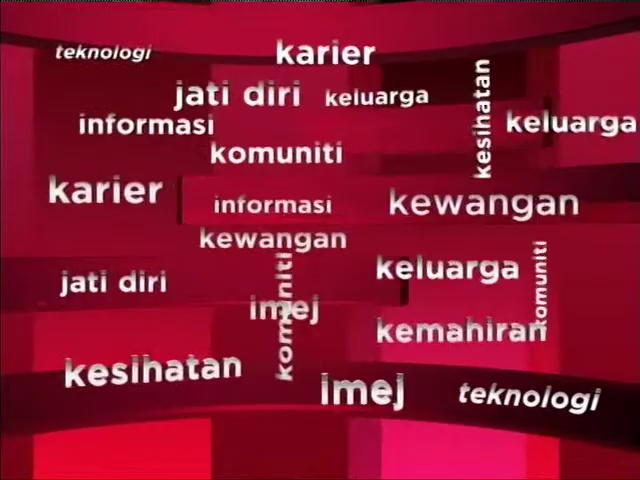 teknologi
karier
jati diri
keluarga
kesihatan
informasi
keluarga
komuniti
karier
informasi
kewangan
kewangan
komuniti
keluarga
komuniti
jati diri
imej
kemahiran
kesihatan
imej
teknologi